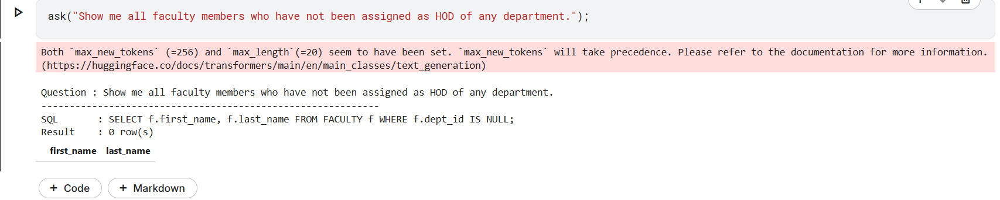 ask("Show me all faculty members who have not been assigned as HOD of any department.");
Both `max_new_tokens` (=256) and `max_length`(=20) seem to have been set. `max_new_tokens` will take precedence. Please refer to the documentation for more information.
(https://huggingface.co/docs/transformers/main/en/main_classes/text_generation)
Question : Show me all faculty members who have not been assigned as HOD of any department.
------------------------------------------------------------
SQL       : SELECT f.first_name, f.last_name FROM FACULTY f WHERE f.dept_id IS NULL;
Result    : 0 row(s)
first_name last_name
+ Code + Markdown